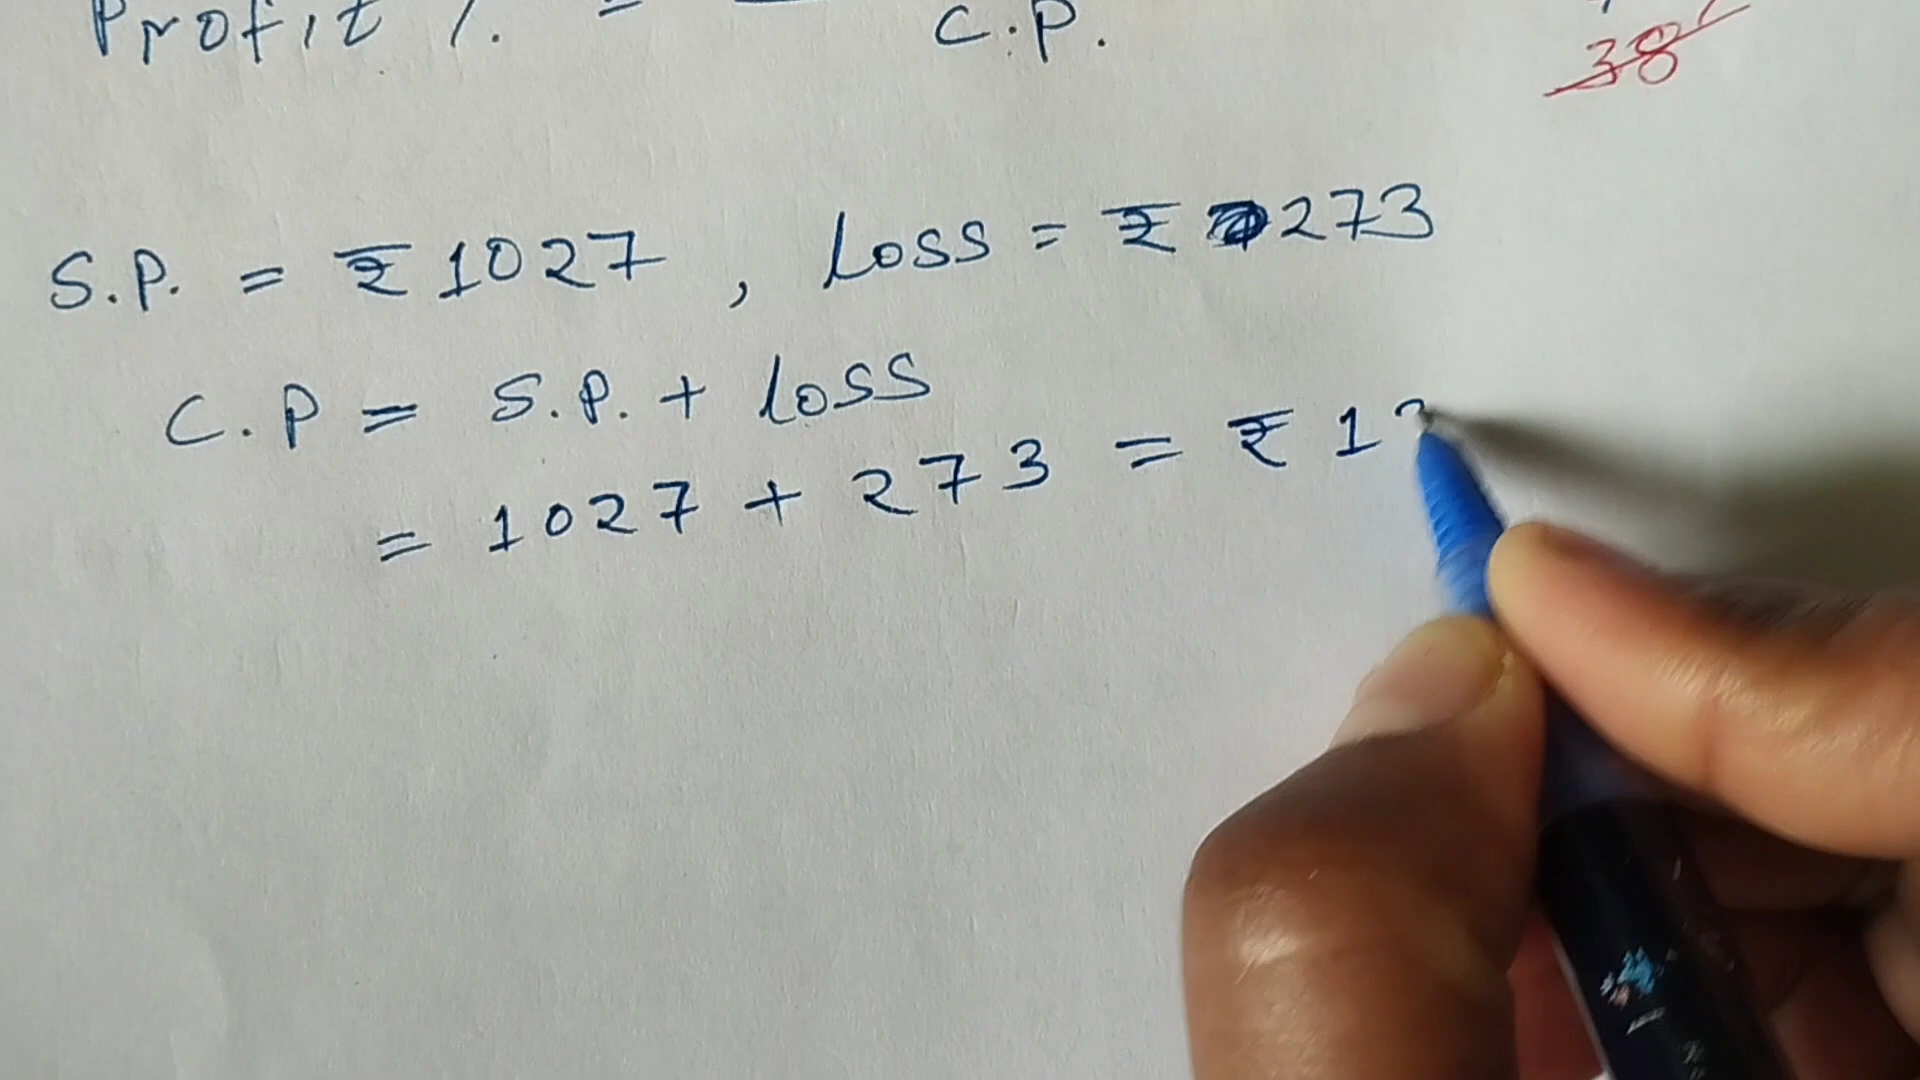 Profit %. =
C.P.
38
S.P. = ₹ 1027 , Loss = ₹ 273
C.P = S.P. + Loss
= 1027 + 273 = ₹ 1